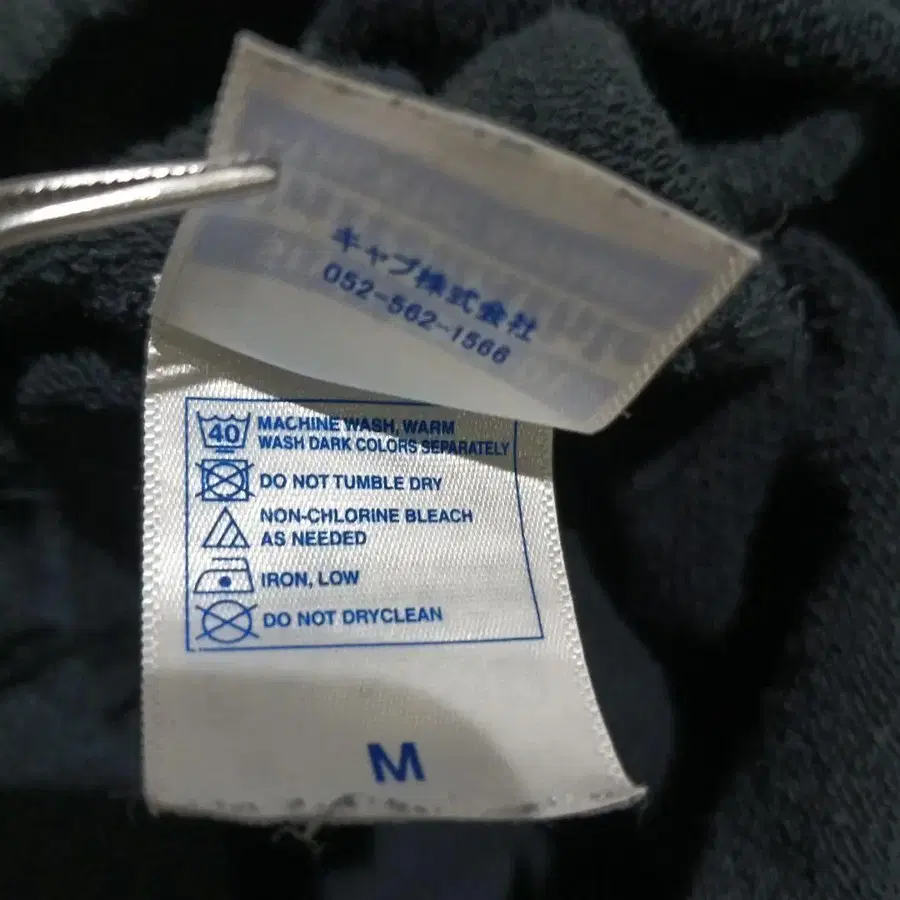 キャブ株式会社
052-562-1566
40
MACHINE WASH, WARM
WASH DARK COLORS SEPARATELY
DO NOT TUMBLE DRY
NON-CHLORINE BLEACH
AS NEEDED
IRON, LOW
DO NOT DRYCLEAN
M